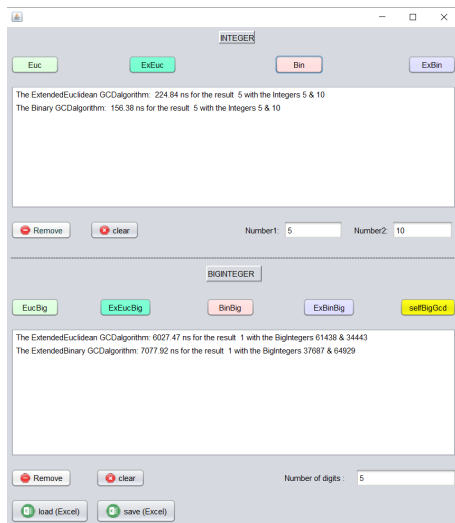 INTEGER
Euc ExEuc Bin ExBin
The ExtendedEuclidean GCDalgorithm: 224.84 ns for the result 5 with the Integers 5 & 10
The Binary GCDalgorithm: 156.38 ns for the result 5 with the Integers 5 & 10
Remove clear Number1: 5 Number2: 10
BIGINTEGER
EucBig ExEucBig BinBig ExBinBig selfBigGcd
The ExtendedEuclidean GCDalgorithm: 6027.47 ns for the result 1 with the BigIntegers 61438 & 34443
The ExtendedBinary GCDalgorithm: 7077.92 ns for the result 1 with the BigIntegers 37687 & 64929
Remove clear Number of digits : 5
load (Excel) save (Excel)